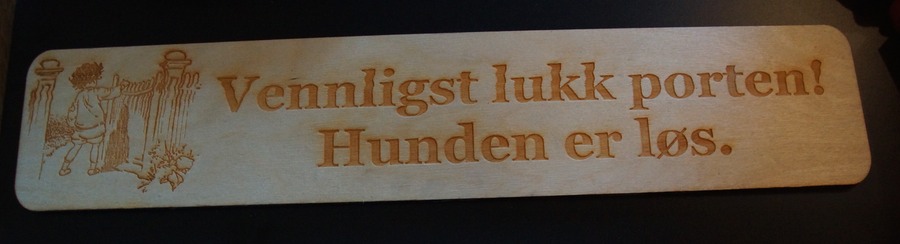 Vennligst lukk porten!
Hunden er løs.